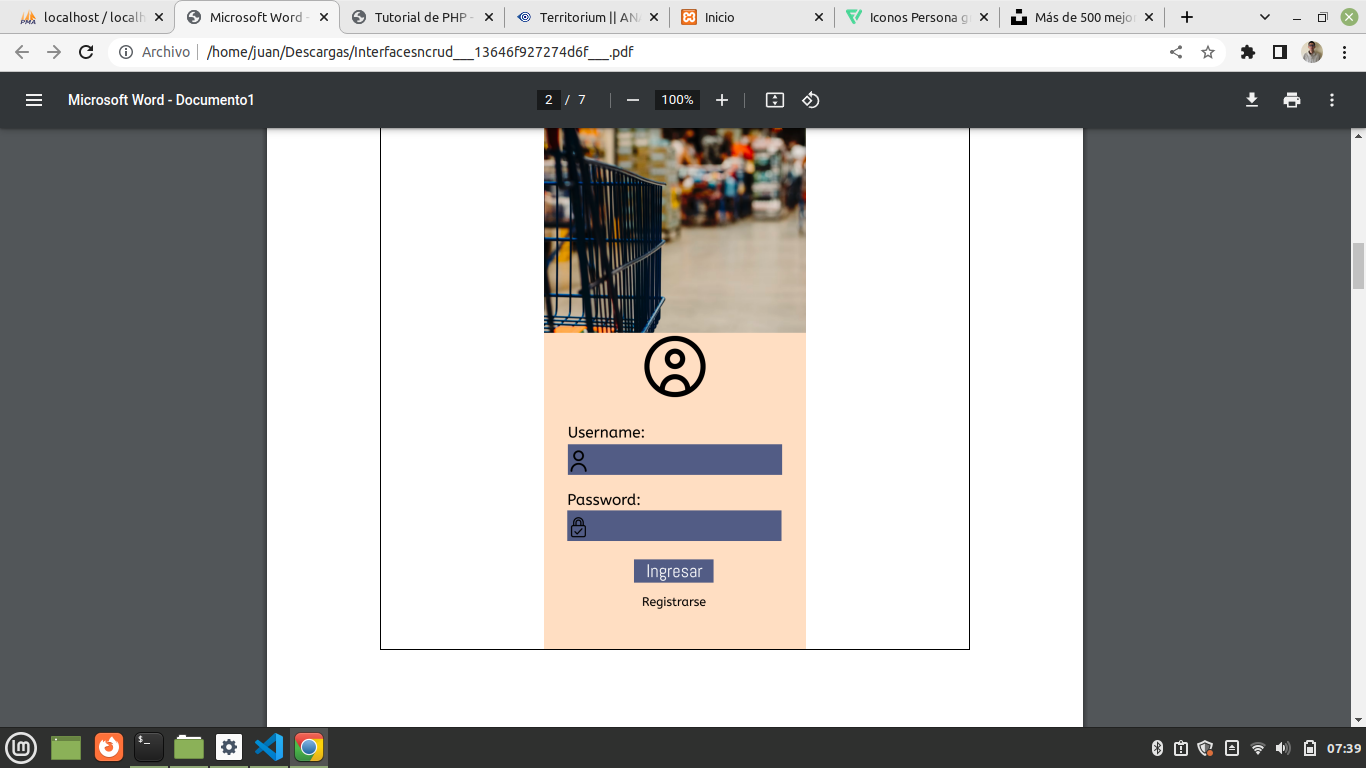 localhost / localh
Microsoft Word -
Tutorial de PHP -
Territorium || AN
Inicio
Iconos Persona g
Más de 500 mejo
Archivo
/home/juan/Descargas/Interfacesncrud___13646f927274d6f___.pdf
Microsoft Word - Documento1
2 / 7
100%
Username:
Password:
Ingresar
Registrarse
07:39